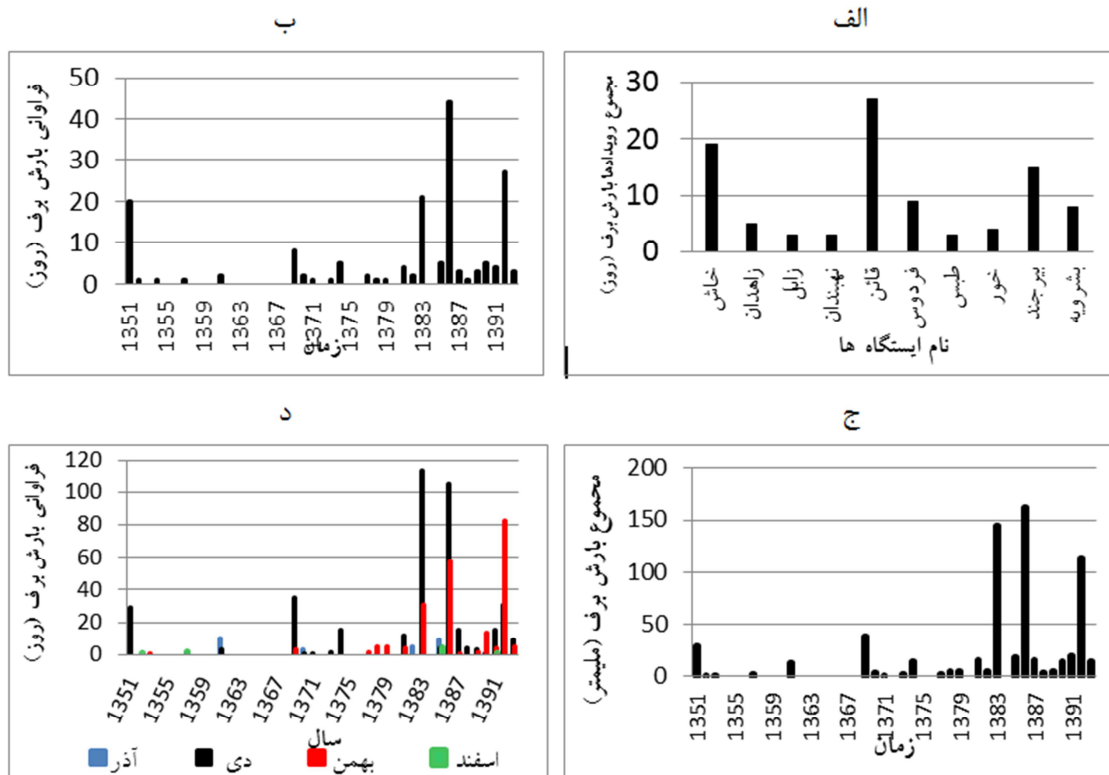 الف
مجموع رویدادها بارش برف (روز)
30
20
10
0
خاش
زاهدان
زابل
نهبندان
قائن
فردوس
طبس
خور
بیرجند
بشرویه
نام ایستگاه ها
ب
فراوانی بارش برف (روز)
50
40
30
20
10
0
1351
1355
1359
1363
1367
1371
1375
1379
1383
1387
1391
زمان
ج
مجموع بارش برف (میلیمتر)
200
150
100
50
0
1351
1355
1359
1363
1367
1371
1375
1379
1383
1387
1391
زمان
د
فراوانی بارش برف (روز)
120
100
80
60
40
20
0
1351
1355
1359
1363
1367
1371
1375
1379
1383
1387
1391
سال
آذر
دی
بهمن
اسفند